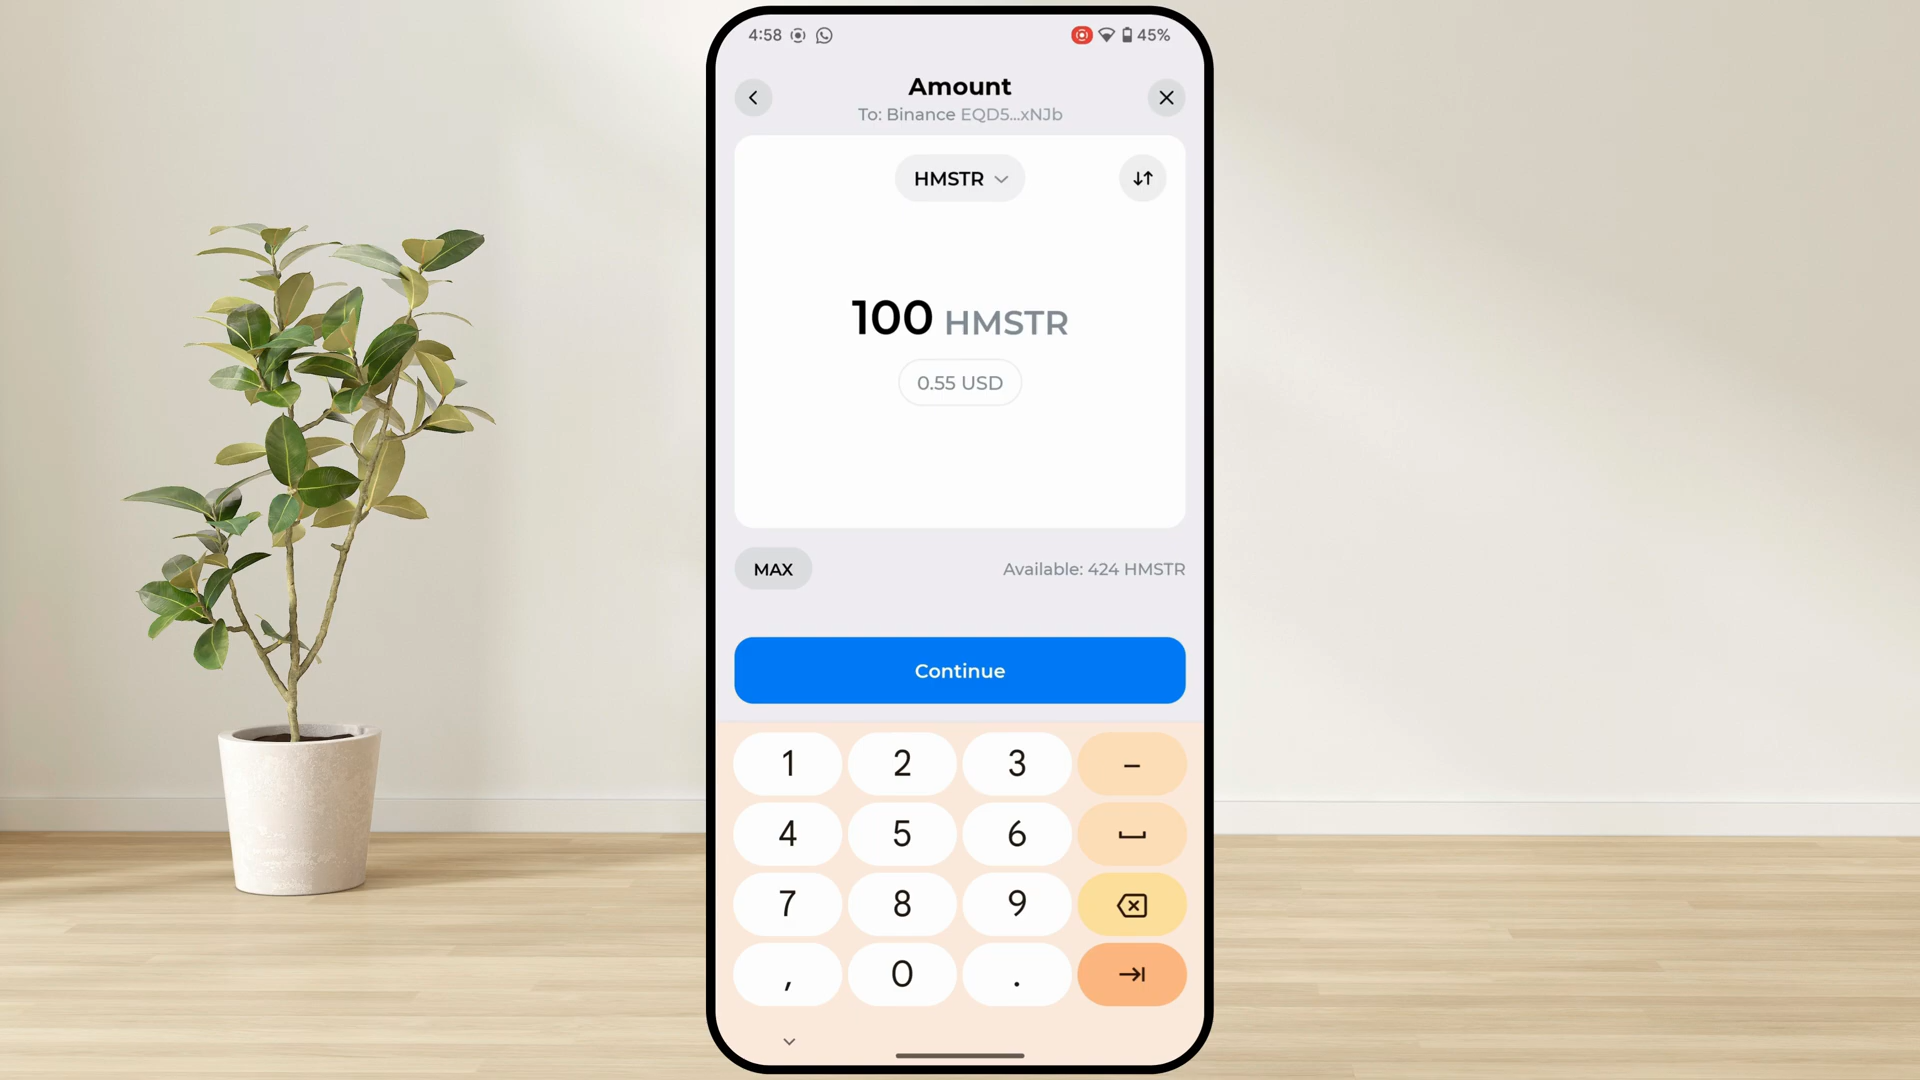 4:58 45%
Amount
To: Binance EQD5...xNJb
HMSTR
100 HMSTR
0.55 USD
MAX Available: 424 HMSTR
Continue
1 2 3 –
4 5 6
7 8 9
, 0 .